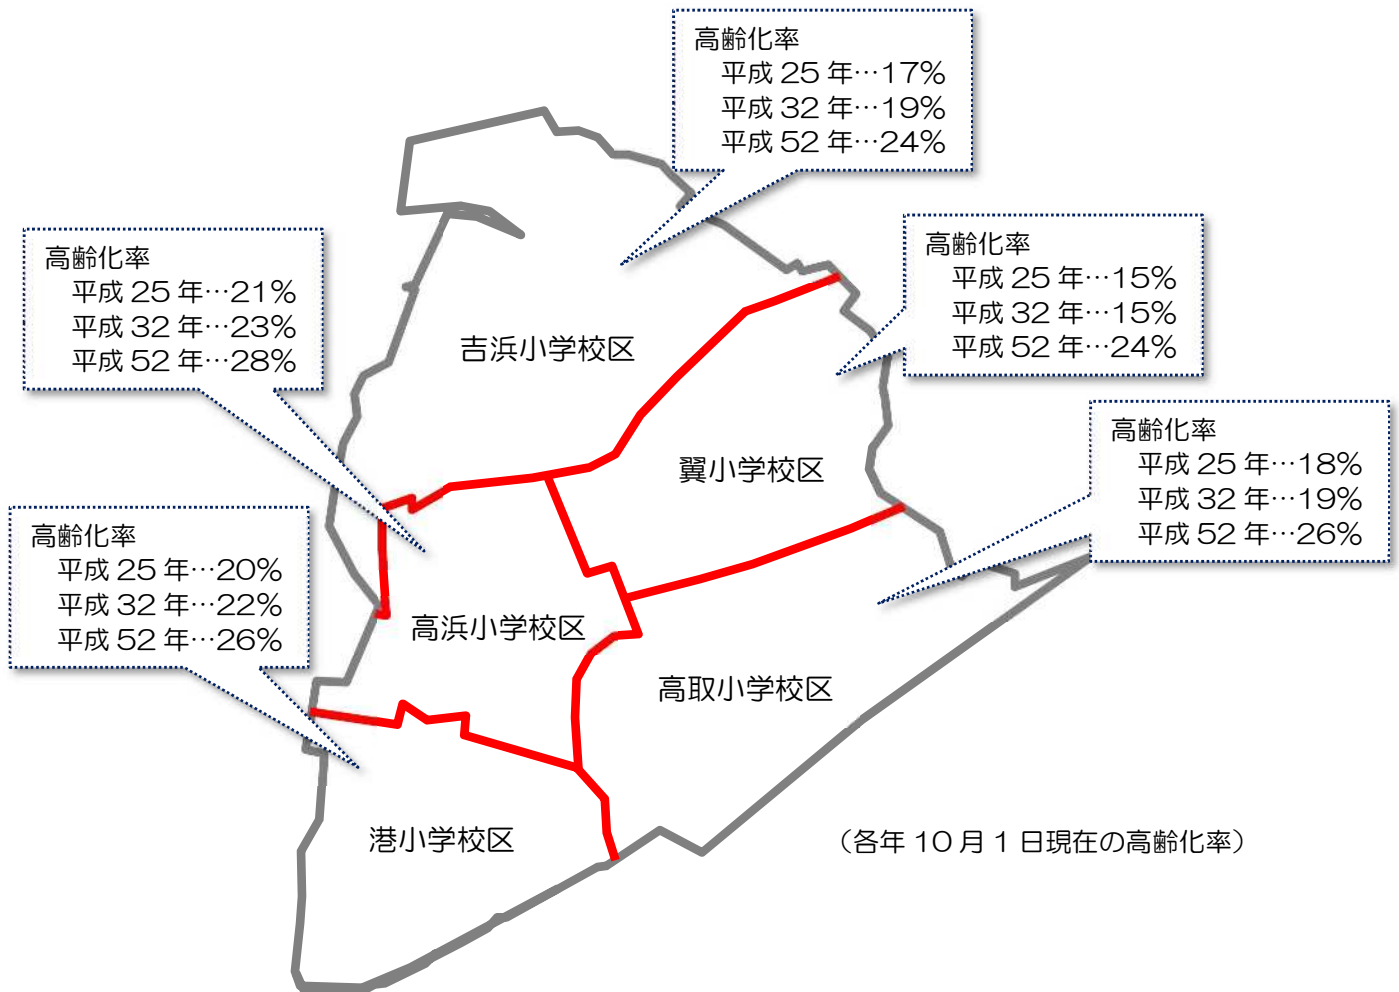 高齢化率
平成 25 年…17%
平成 32 年…19%
平成 52 年…24%
高齢化率
平成 25 年…15%
平成 32 年…15%
平成 52 年…24%
高齢化率
平成 25 年…21%
平成 32 年…23%
平成 52 年…28%
吉浜小学校区
高齢化率
平成 25 年…18%
平成 32 年…19%
平成 52 年…26%
翼小学校区
高齢化率
平成 25 年…20%
平成 32 年…22%
平成 52 年…26%
高浜小学校区
高取小学校区
港小学校区
（各年 10 月 1 日現在の高齢化率）